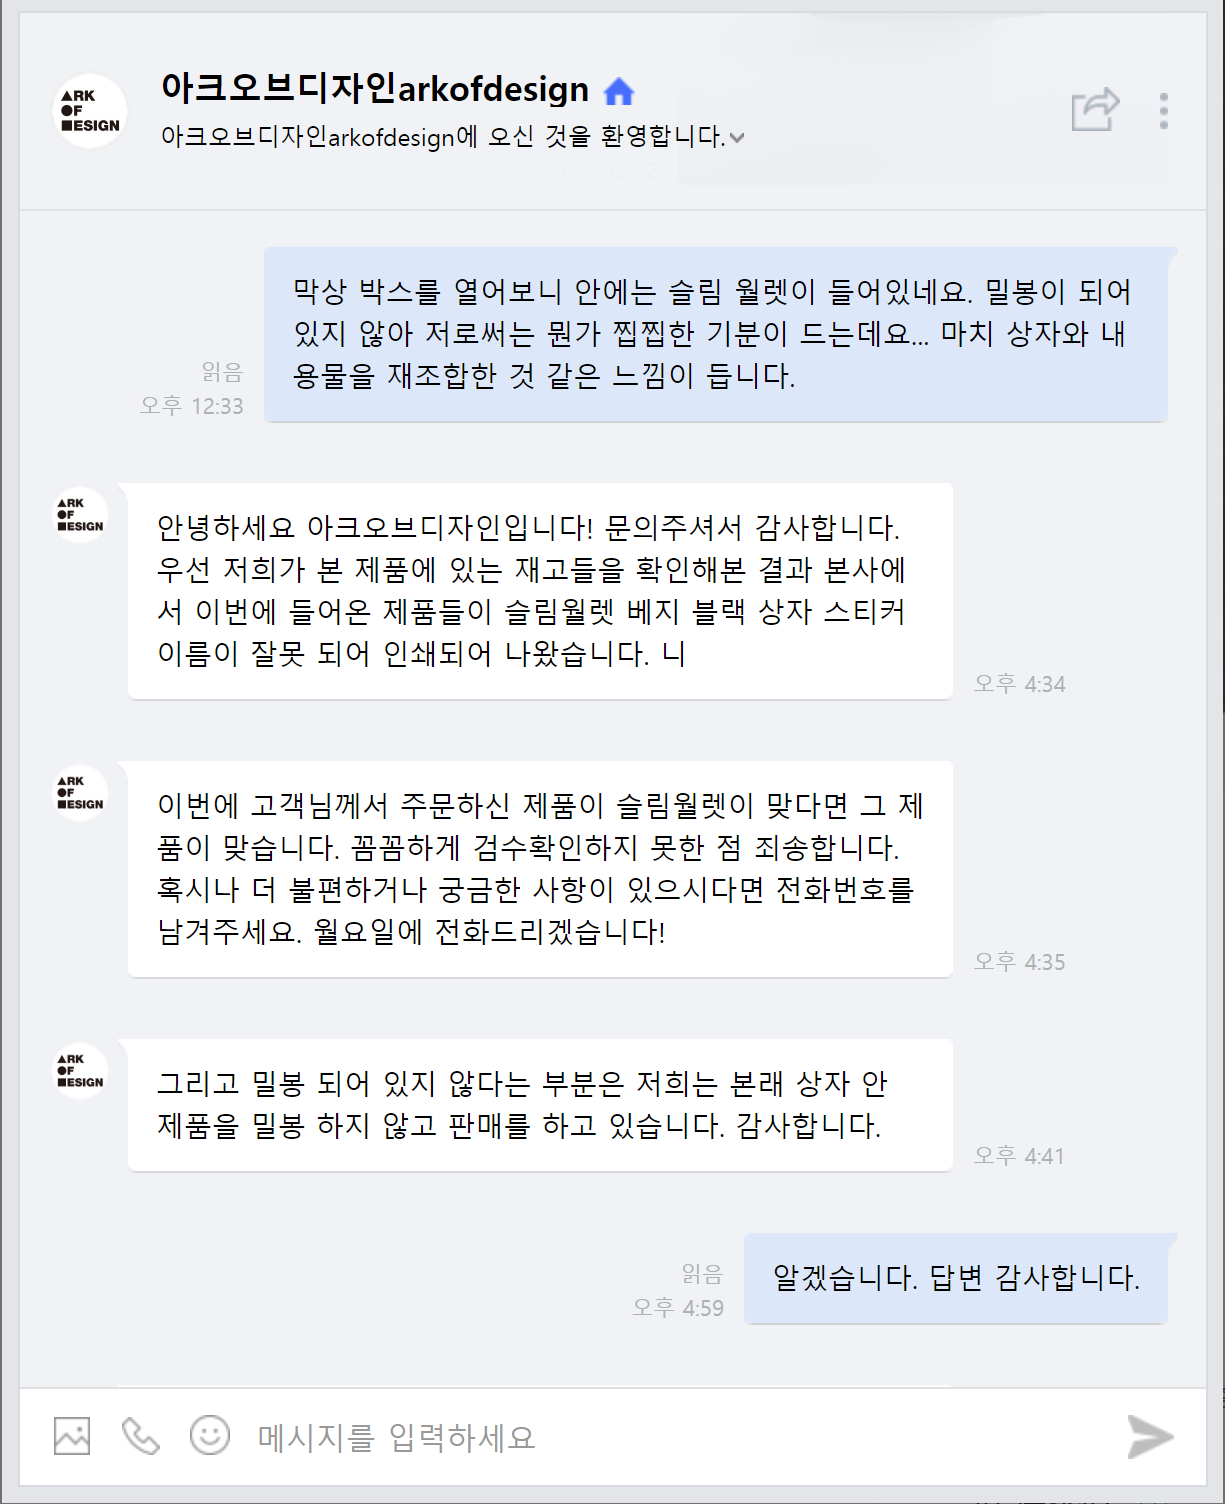 ARK
OF
DESIGN
아크오브디자인arkofdesign
아크오브디자인arkofdesign에 오신 것을 환영합니다.
막상 박스를 열어보니 안에는 슬림 월렛이 들어있네요. 밀봉이 되어
있지 않아 저로써는 뭔가 찝찝한 기분이 드는데요... 마치 상자와 내
용물을 재조합한 것 같은 느낌이 듭니다.
읽음
오후 12:33
ARK
OF
DESIGN
안녕하세요 아크오브디자인입니다! 문의주셔서 감사합니다.
우선 저희가 본 제품에 있는 재고들을 확인해본 결과 본사에
서 이번에 들어온 제품들이 슬림월렛 베지 블랙 상자 스티커
이름이 잘못 되어 인쇄되어 나왔습니다. 니
오후 4:34
ARK
OF
DESIGN
이번에 고객님께서 주문하신 제품이 슬림월렛이 맞다면 그 제
품이 맞습니다. 꼼꼼하게 검수확인하지 못한 점 죄송합니다.
혹시나 더 불편하거나 궁금한 사항이 있으시다면 전화번호를
남겨주세요. 월요일에 전화드리겠습니다!
오후 4:35
ARK
OF
DESIGN
그리고 밀봉 되어 있지 않다는 부분은 저희는 본래 상자 안
제품을 밀봉 하지 않고 판매를 하고 있습니다. 감사합니다.
오후 4:41
알겠습니다. 답변 감사합니다.
읽음
오후 4:59
메시지를 입력하세요